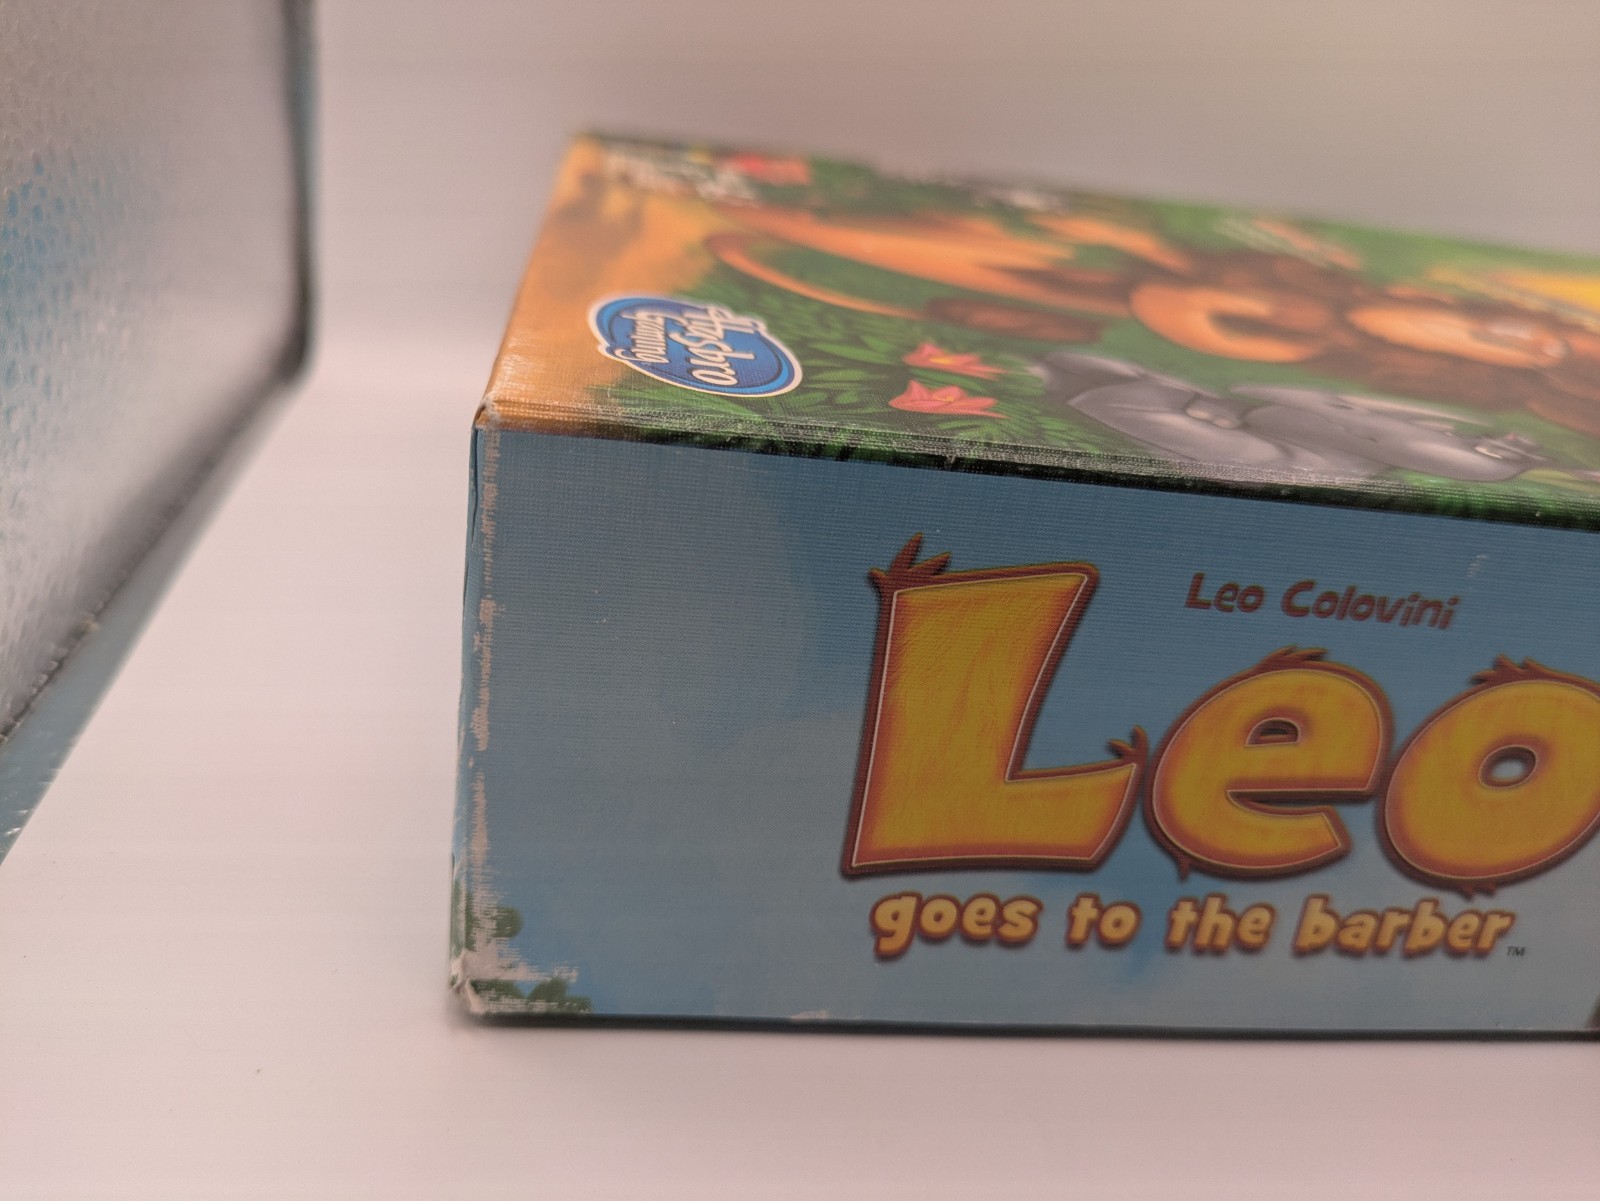 Hasbro
Gaming
Leo Colovini
Leo
goes to the barber™